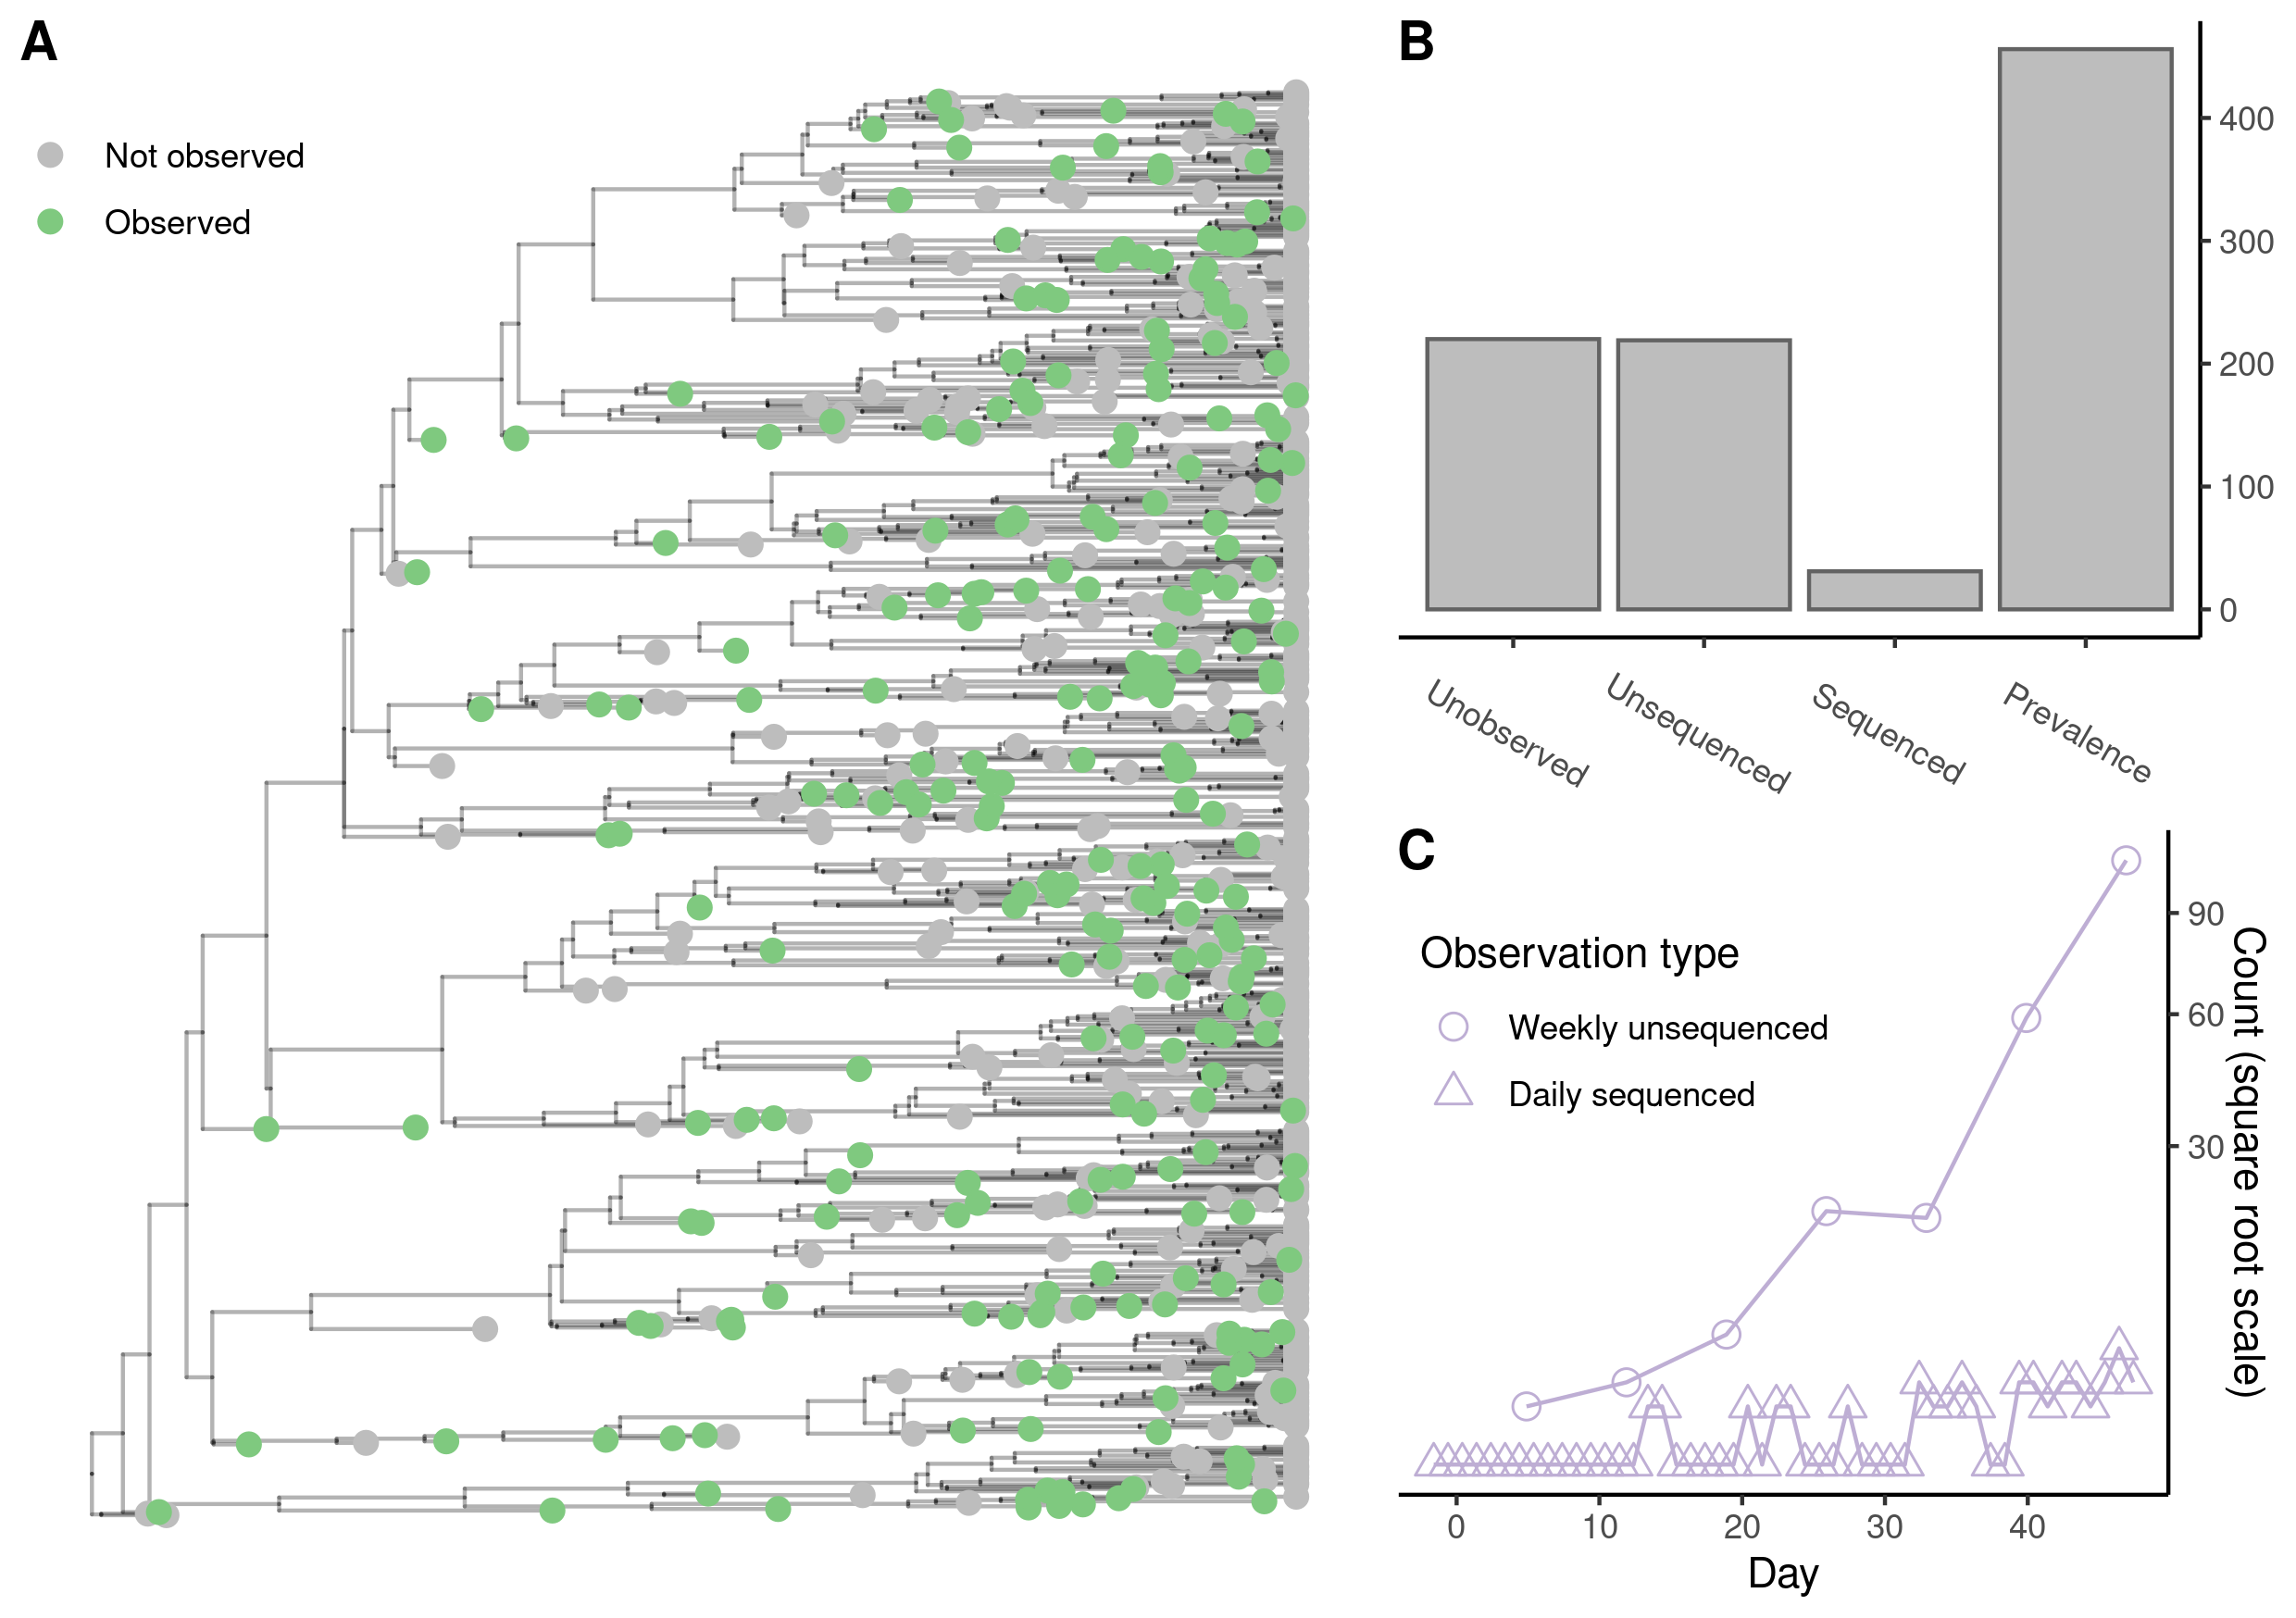 A
Not observed
Observed
B
400
300
200
100
0
Unobserved
Unsequenced
Sequenced
Prevalence
C
Observation type
Weekly unsequenced
Daily sequenced
90
60
30
Count (square root scale)
0 10 20 30 40
Day